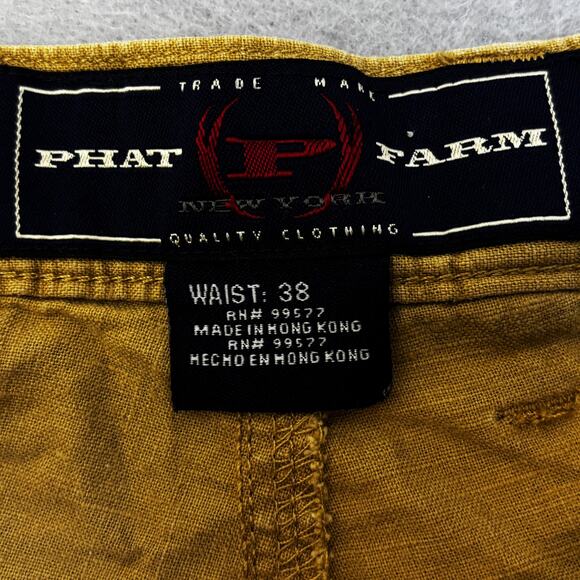 TRADE MARK
PHAT P FARM
NEW YORK
QUALITY CLOTHING
WAIST: 38
RN# 99577
MADE IN HONG KONG
RN# 99577
HECHO EN HONG KONG